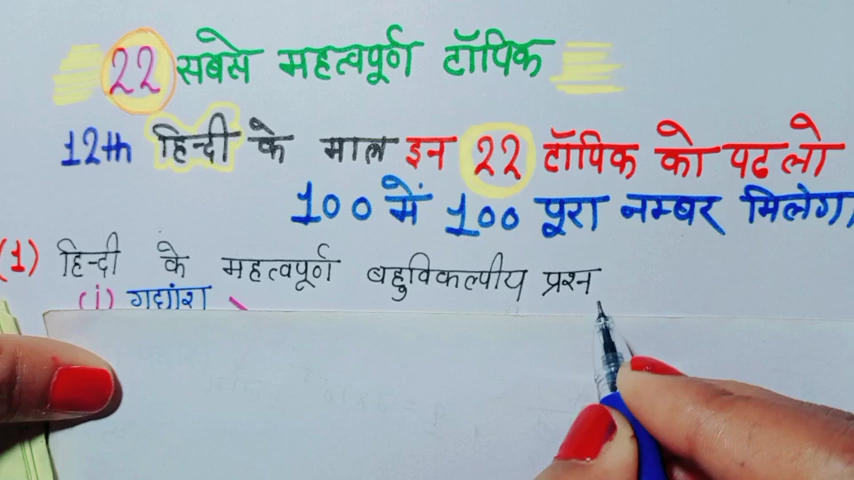 22 सबसे महत्वपूर्ण टॉपिक
12th हिन्दी के मात्र इन 22 टॉपिक को पढ लो
100 में 100 पूरा नम्बर मिलेगा
(1) हिन्दी के महत्वपूर्ण बहुविकल्पीय प्रश्न
(i) गद्यांश